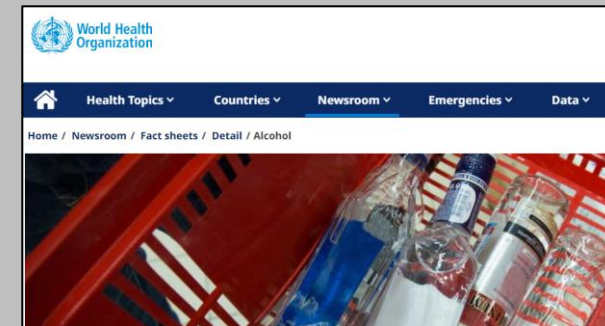 World Health
Organization
Health Topics Countries Newsroom Emergencies Data
Home / Newsroom / Fact sheets / Detail / Alcohol